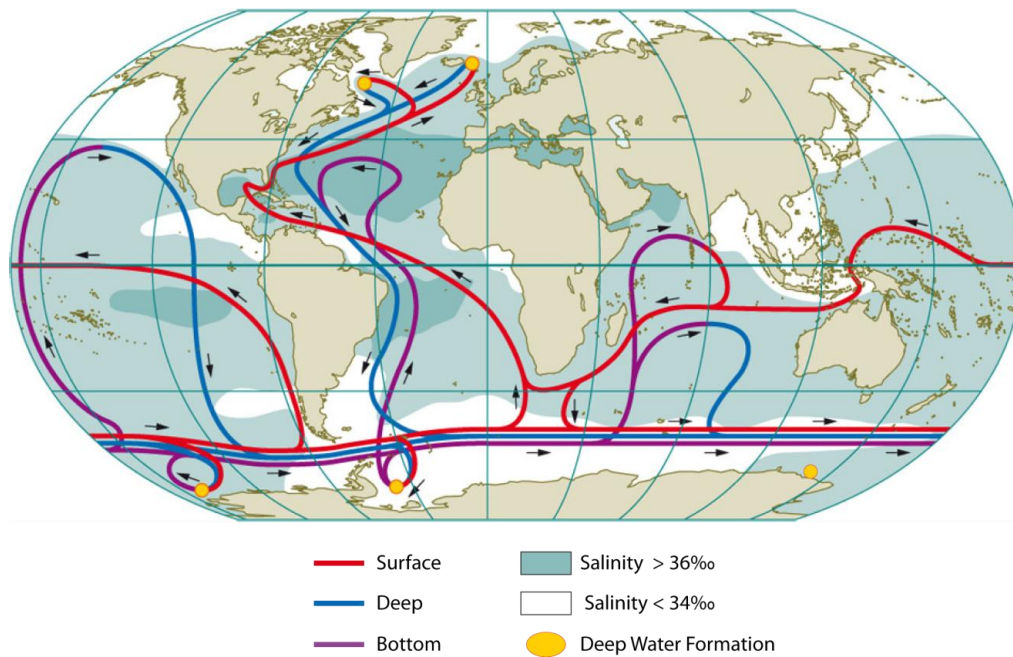 Surface
Salinity > 36‰
Deep
Salinity < 34‰
Bottom
Deep Water Formation